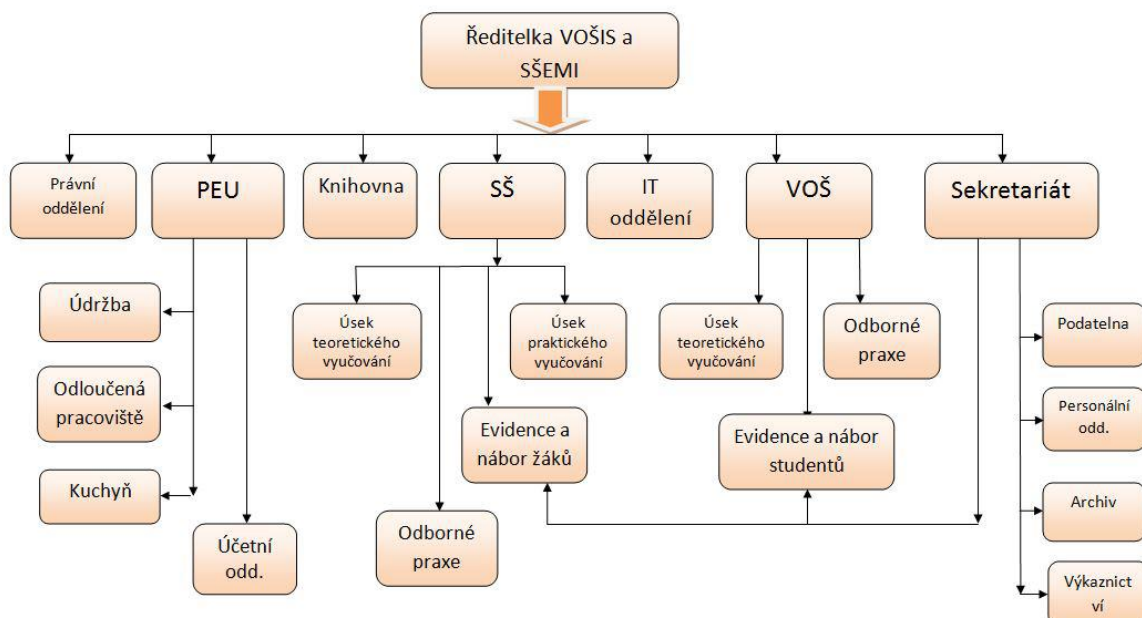 Ředitelka VOŠIS a
SŠEMI
Právní
oddělení
PEU
Knihovna
SŠ
IT
oddělení
VOŠ
Sekretariát
Údržba
Odloučená
pracoviště
Kuchyň
Účetní
odd.
Úsek
teoretického
vyučování
Úsek
praktického
vyučování
Evidence a
nábor žáků
Odborné
praxe
Úsek
teoretického
vyučování
Odborné
praxe
Evidence a nábor
studentů
Podatelna
Personální
odd.
Archiv
Výkaznict
ví